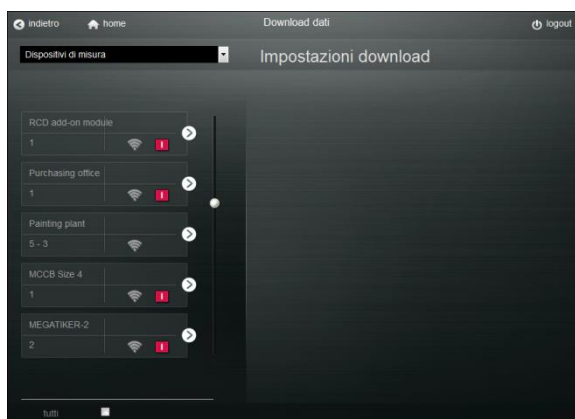 indietro home Download dati logout
Dispositivi di misura Impostazioni download
RCD add-on module
1 I
Purchasing office
1 I
Painting plant
5 - 3
MCCB Size 4
1 I
MEGATIKER-2
2 I
tutti